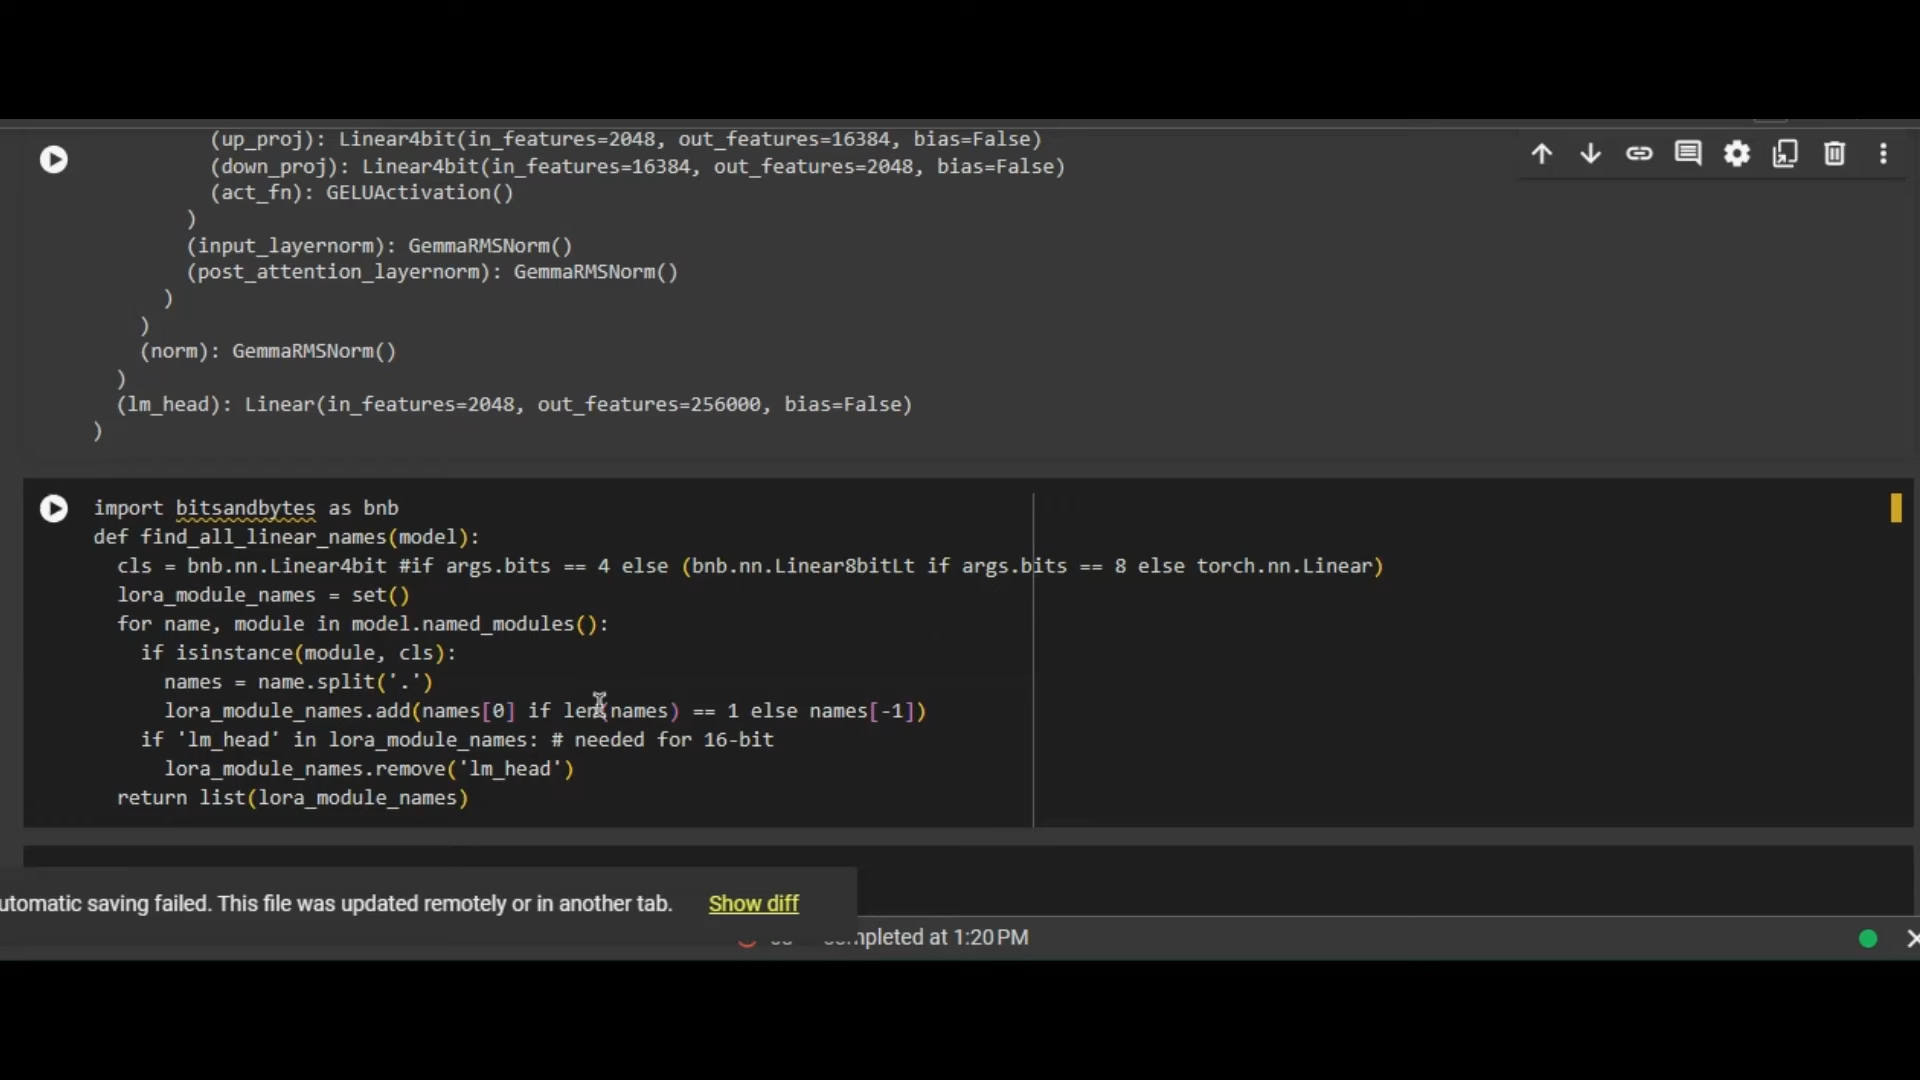 (up_proj): Linear4bit(in_features=2048, out_features=16384, bias=False)
(down_proj): Linear4bit(in_features=16384, out_features=2048, bias=False)
(act_fn): GELUActivation()
)
(input_layernorm): GemmaRMSNorm()
(post_attention_layernorm): GemmaRMSNorm()
)
)
(norm): GemmaRMSNorm()
)
(lm_head): Linear(in_features=2048, out_features=256000, bias=False)
)
import bitsandbytes as bnb
def find_all_linear_names(model):
cls = bnb.nn.Linear4bit #if args.bits == 4 else (bnb.nn.Linear8bitLt if args.bits == 8 else torch.nn.Linear)
lora_module_names = set()
for name, module in model.named_modules():
if isinstance(module, cls):
names = name.split('.')
lora_module_names.add(names[0] if len(names) == 1 else names[-1])
if 'lm_head' in lora_module_names: # needed for 16-bit
lora_module_names.remove('lm_head')
return list(lora_module_names)
utomatic saving failed. This file was updated remotely or in another tab. Show diff
mpleted at 1:20 PM